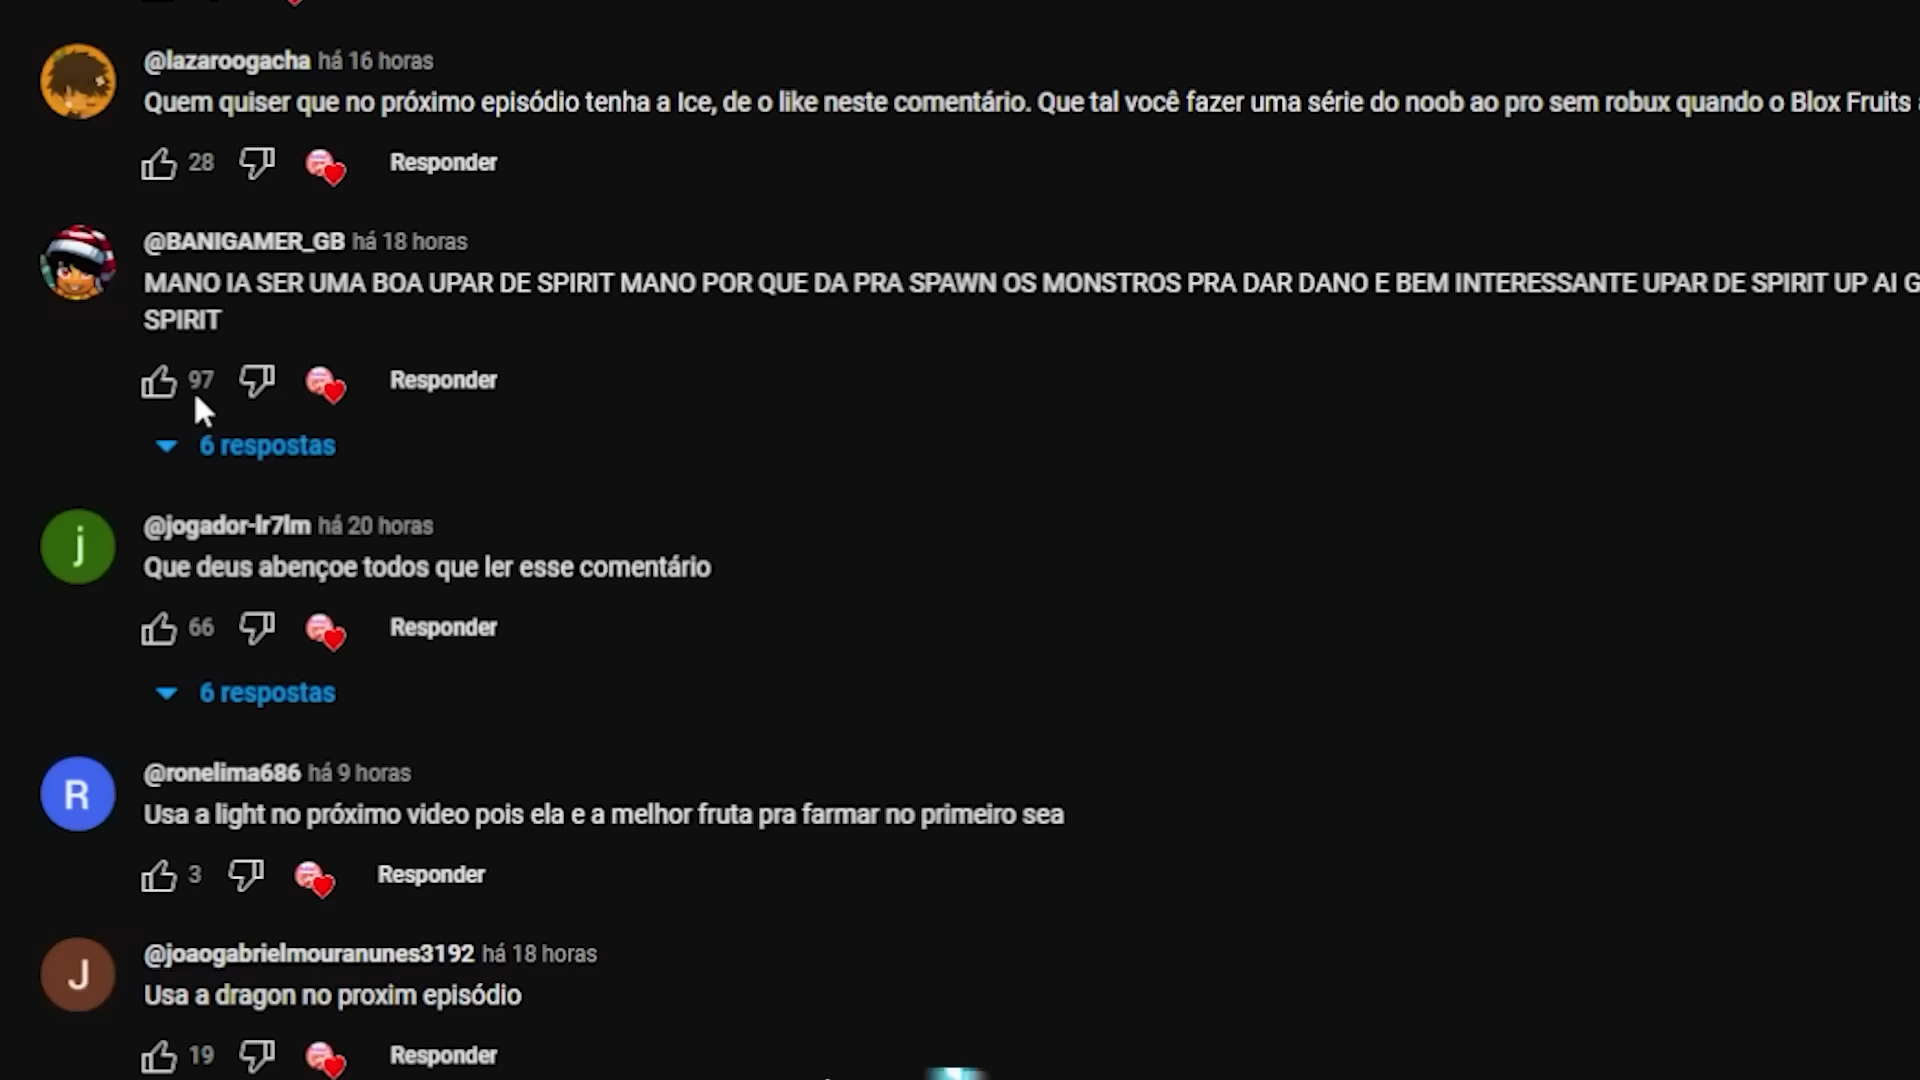 @lazaroogacha há 16 horas
Quem quiser que no próximo episódio tenha a Ice, de o like neste comentário. Que tal você fazer uma série do noob ao pro sem robux quando o Blox Fruits
28 Responder
@BANIGAMER_GB há 18 horas
MANO IA SER UMA BOA UPAR DE SPIRIT MANO POR QUE DA PRA SPAWN OS MONSTROS PRA DAR DANO E BEM INTERESSANTE UPAR DE SPIRIT UP AI G
SPIRIT
97 Responder
6 respostas
j
@jogador-lr7lm há 20 horas
Que deus abençoe todos que ler esse comentário
66 Responder
6 respostas
R
@ronelima686 há 9 horas
Usa a light no próximo video pois ela e a melhor fruta pra farmar no primeiro sea
3 Responder
J
@joaogabrielmouranunes3192 há 18 horas
Usa a dragon no proxim episódio
19 Responder